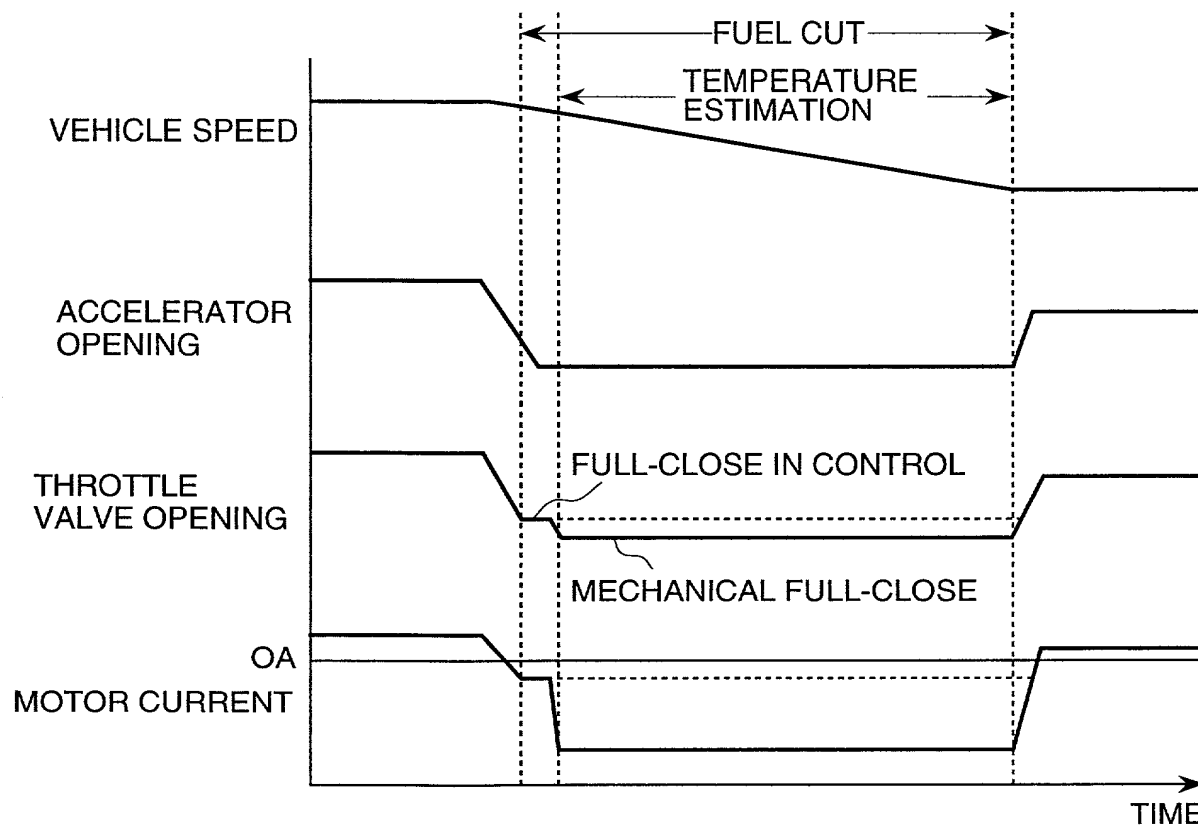 FUEL CUT
TEMPERATURE
ESTIMATION
VEHICLE SPEED
ACCELERATOR
OPENING
FULL-CLOSE IN CONTROL
THROTTLE
VALVE OPENING
MECHANICAL FULL-CLOSE
OA
MOTOR CURRENT
TIME